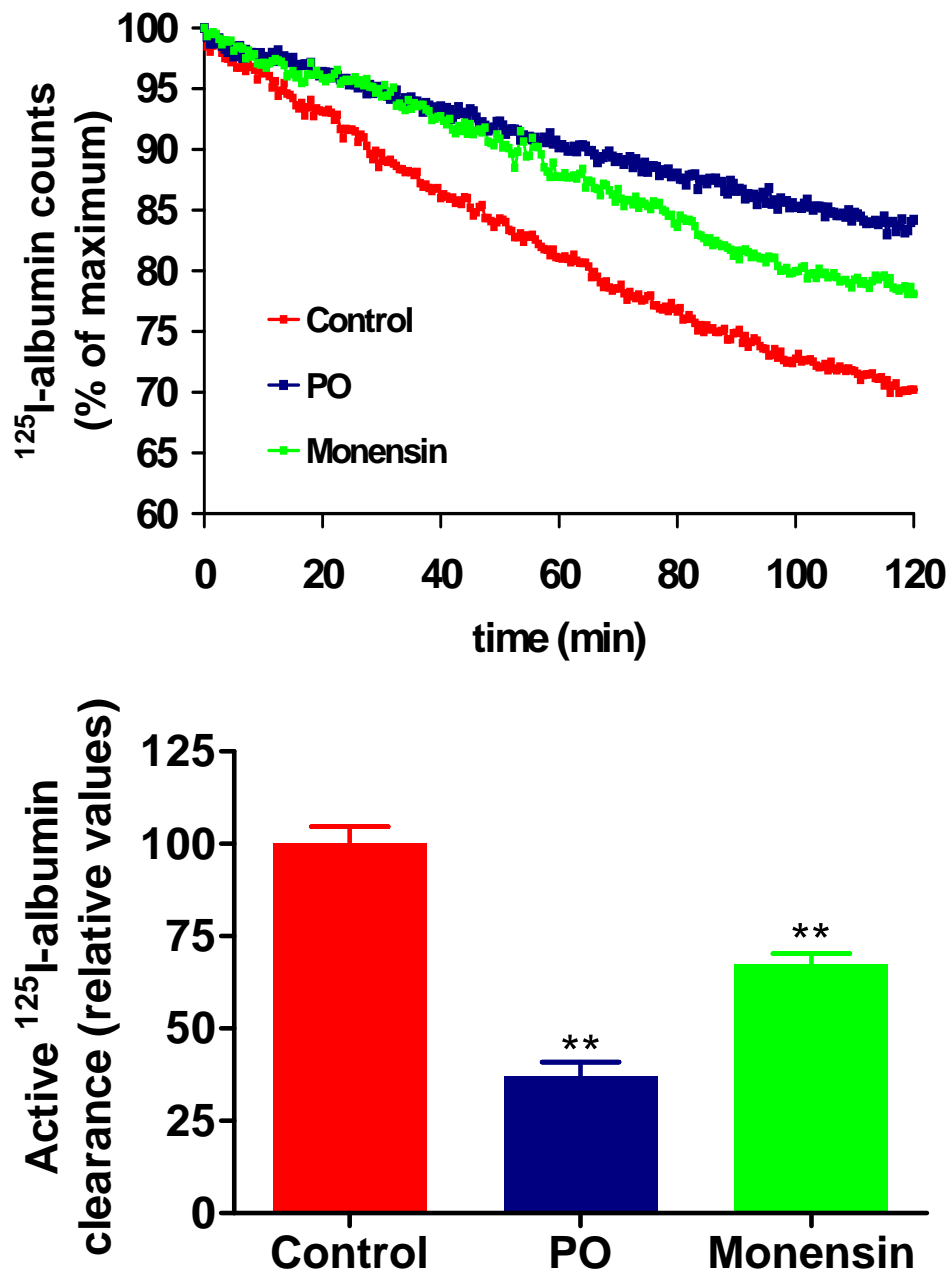 ¹²⁵I-albumin counts
(% of maximum)
100
95
90
85
80
75
70
65
60
Control
PO
Monensin
0 20 40 60 80 100 120
time (min)
Active ¹²⁵I-albumin
clearance (relative values)
125
100
75
50
25
0
**
**
Control PO Monensin